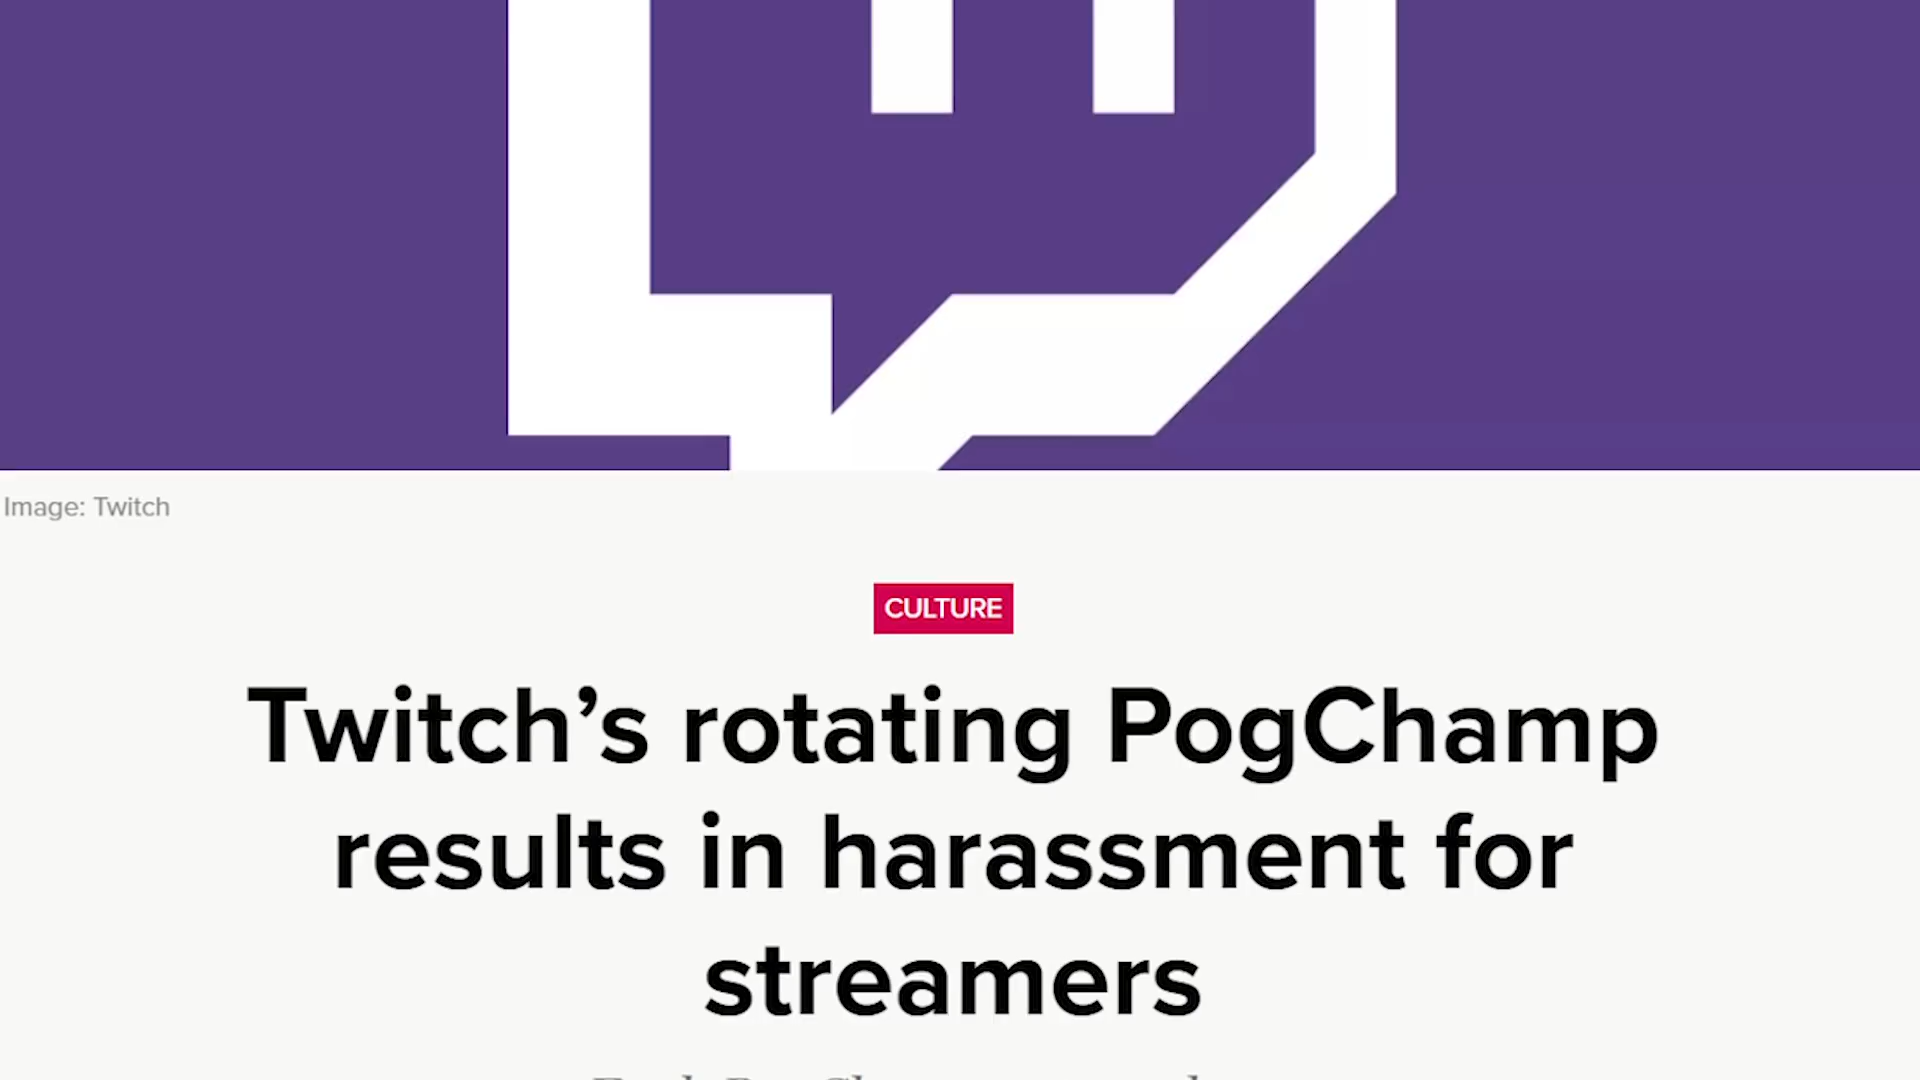 Image: Twitch
CULTURE
Twitch’s rotating PogChamp
results in harassment for
streamers